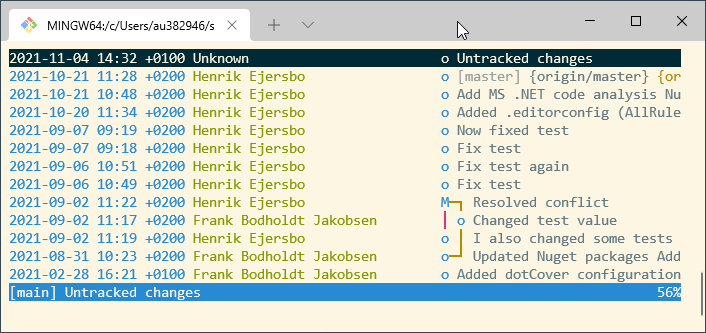 MINGW64:/c/Users/au382946/s
2021-11-04 14:32 +0100 Unknown o Untracked changes
2021-10-21 11:28 +0200 Henrik Ejersbo o [master] {origin/master} {or
2021-10-21 10:48 +0200 Henrik Ejersbo o Add MS .NET code analysis Nu
2021-10-20 11:34 +0200 Henrik Ejersbo o Added .editorconfig (AllRule
2021-09-07 09:19 +0200 Henrik Ejersbo o Now fixed test
2021-09-07 09:18 +0200 Henrik Ejersbo o Fix test
2021-09-06 10:51 +0200 Henrik Ejersbo o Fix test again
2021-09-06 10:49 +0200 Henrik Ejersbo o Fix test
2021-09-02 11:22 +0200 Henrik Ejersbo M─┐ Resolved conflict
2021-09-02 11:17 +0200 Frank Bodholdt Jakobsen │ o Changed test value
2021-09-02 11:19 +0200 Henrik Ejersbo o │ I also changed some tests
2021-08-31 10:23 +0200 Frank Bodholdt Jakobsen o─┘ Updated Nuget packages Add
2021-02-28 16:21 +0100 Frank Bodholdt Jakobsen o Added dotCover configuration
[main] Untracked changes 56%